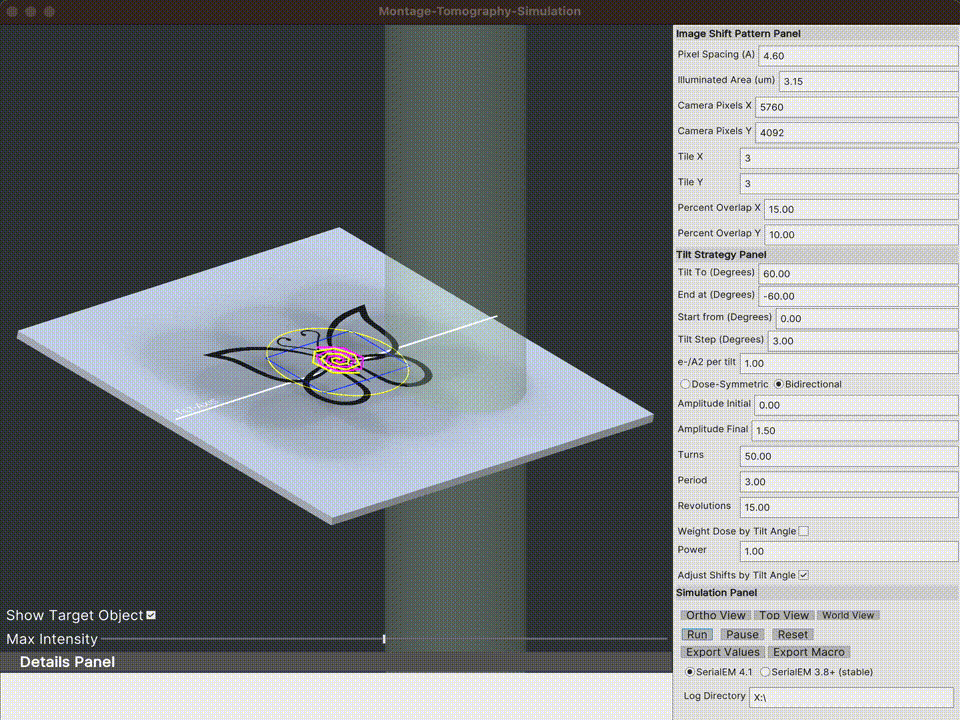 Montage-Tomography-Simulation
Image Shift Pattern Panel
Pixel Spacing (A) 4.60
Illuminated Area (um) 3.15
Camera Pixels X 5760
Camera Pixels Y 4092
Tile X 3
Tile Y 3
Percent Overlap X 15.00
Percent Overlap Y 10.00
Tilt Strategy Panel
Tilt To (Degrees) 60.00
End at (Degrees) -60.00
Start from (Degrees) 0.00
Tilt Step (Degrees) 3.00
e-/A2 per tilt 1.00
Dose-Symmetric Bidirectional
Amplitude Initial 0.00
Amplitude Final 1.50
Turns 50.00
Period 3.00
Revolutions 15.00
Weight Dose by Tilt Angle
Power 1.00
Adjust Shifts by Tilt Angle
Simulation Panel
Ortho View Top View World View
Run Pause Reset
Export Values Export Macro
SerialEM 4.1 SerialEM 3.8+ (stable)
Log Directory X:\
Show Target Object
Max Intensity
Details Panel